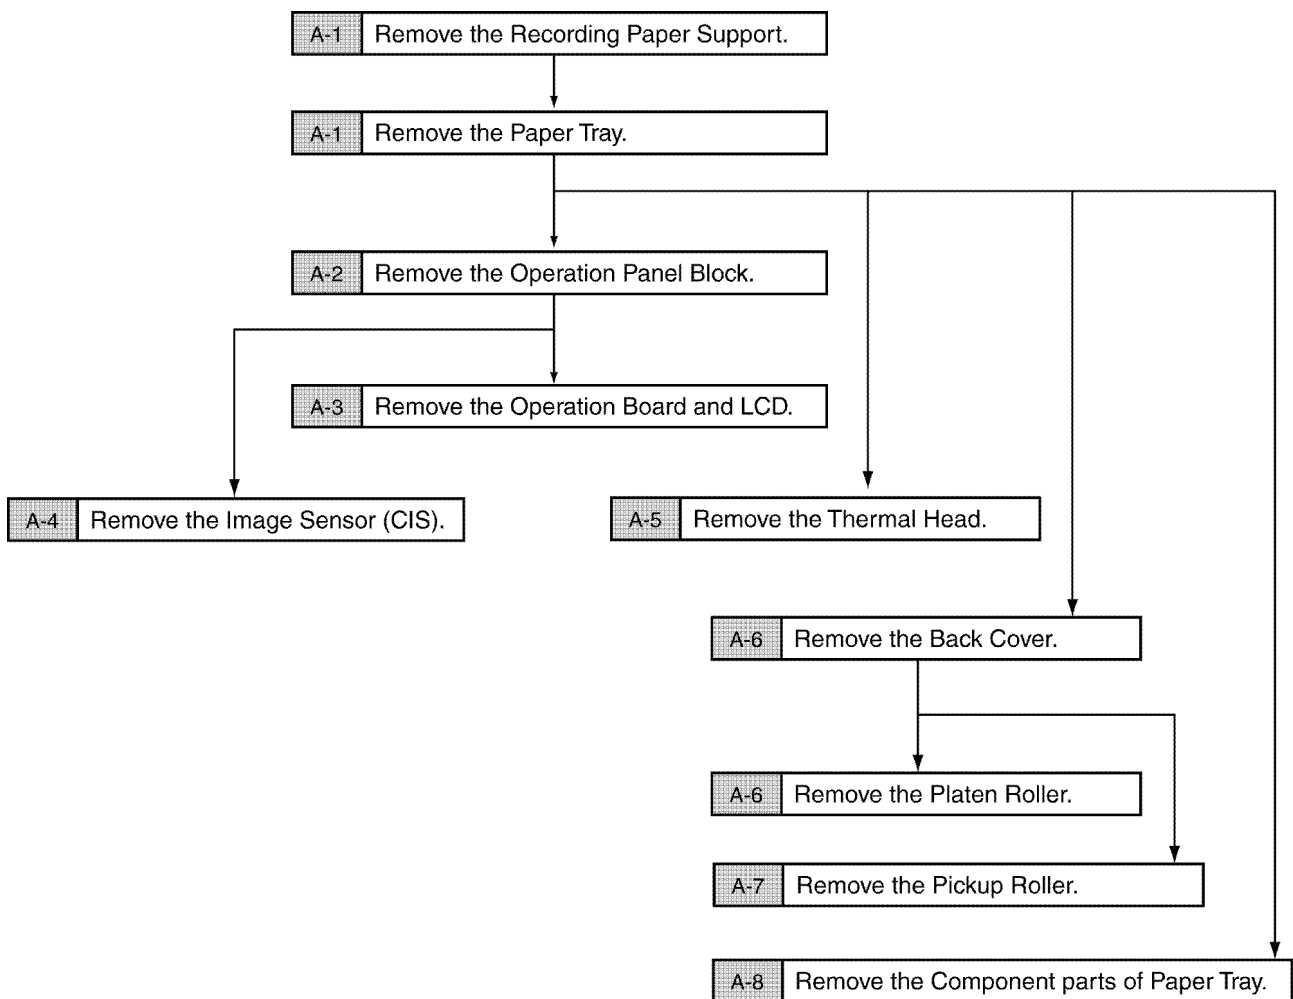 A-1 Remove the Recording Paper Support.
A-1 Remove the Paper Tray.
A-2 Remove the Operation Panel Block.
A-3 Remove the Operation Board and LCD.
A-4 Remove the Image Sensor (CIS).
A-5 Remove the Thermal Head.
A-6 Remove the Back Cover.
A-6 Remove the Platen Roller.
A-7 Remove the Pickup Roller.
A-8 Remove the Component parts of Paper Tray.